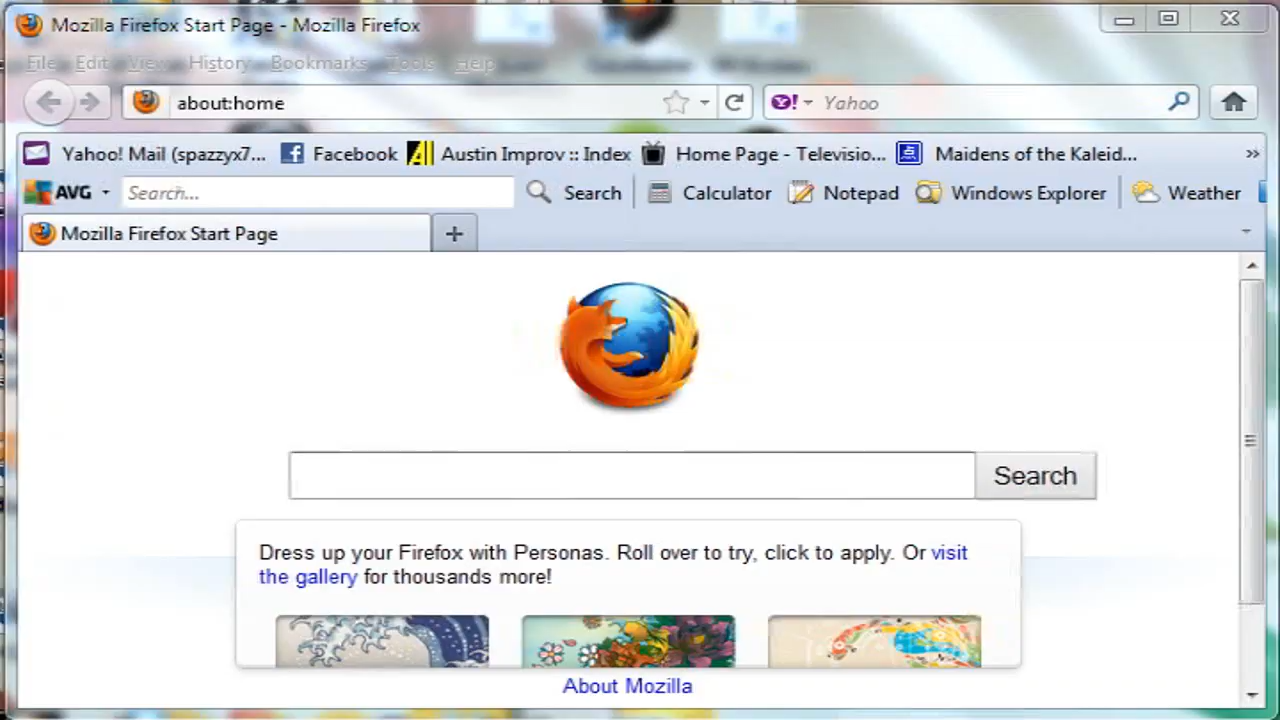 Mozilla Firefox Start Page - Mozilla Firefox
File Edit View History Bookmarks Tools Help
about:home Y! Yahoo
Yahoo! Mail (spazzyx7... Facebook Austin Improv :: Index Home Page - Televisio... Maidens of the Kaleid... »
AVG Search... Search Calculator Notepad Windows Explorer Weather
Mozilla Firefox Start Page +
Search
Dress up your Firefox with Personas. Roll over to try, click to apply. Or visit
the gallery for thousands more!
About Mozilla